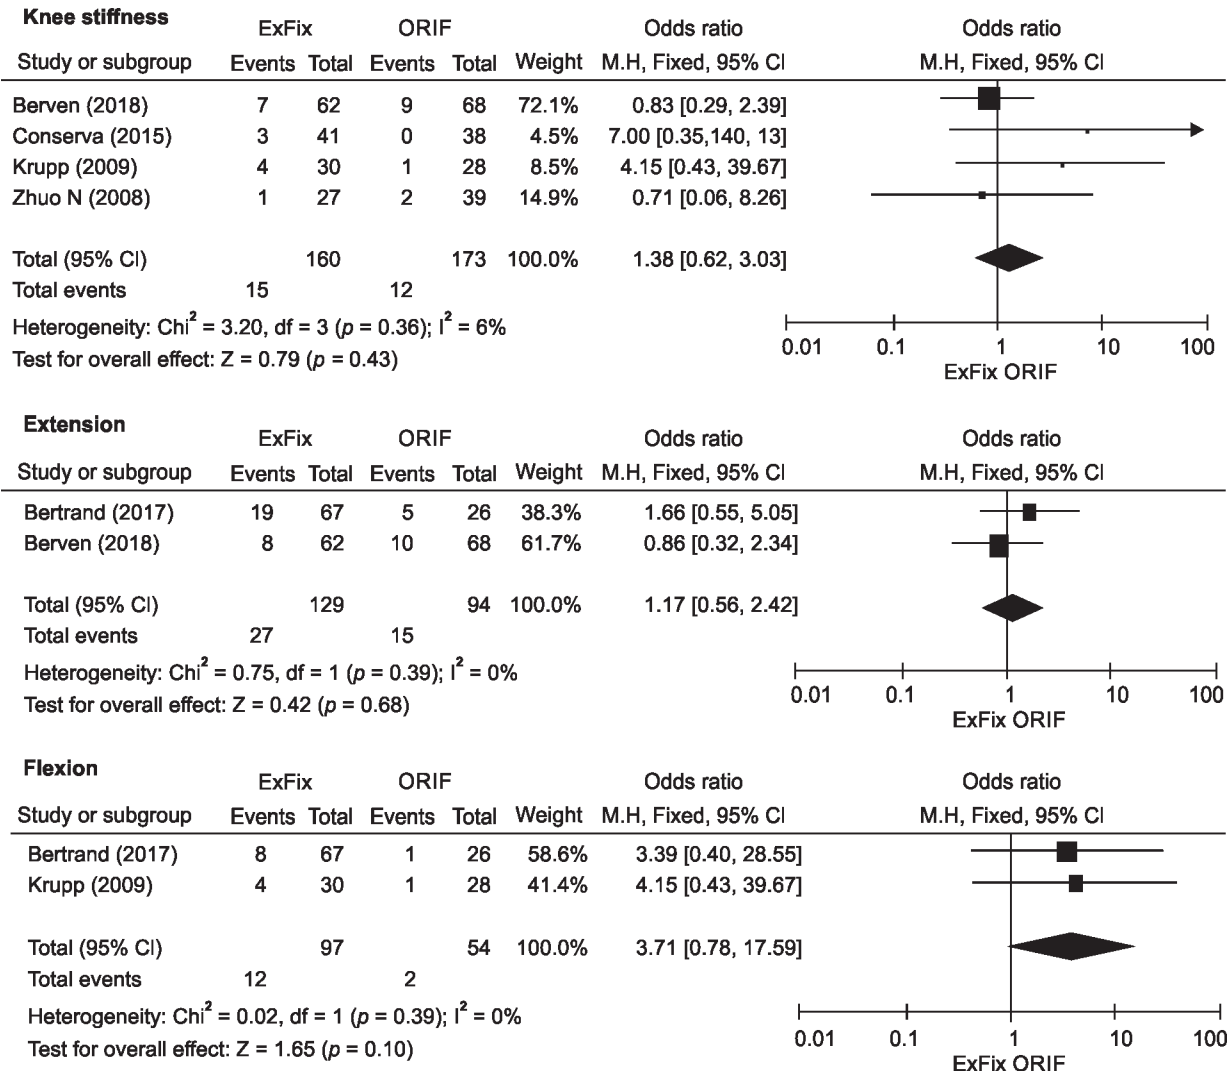 Knee stiffness
ExFix ORIF Odds ratio Odds ratio
Study or subgroup Events Total Events Total Weight M.H, Fixed, 95% CI M.H, Fixed, 95% CI
Berven (2018) 7 62 9 68 72.1% 0.83 [0.29, 2.39]
Conserva (2015) 3 41 0 38 4.5% 7.00 [0.35,140, 13]
Krupp (2009) 4 30 1 28 8.5% 4.15 [0.43, 39.67]
Zhuo N (2008) 1 27 2 39 14.9% 0.71 [0.06, 8.26]
Total (95% CI) 160 173 100.0% 1.38 [0.62, 3.03]
Total events 15 12
Heterogeneity: Chi² = 3.20, df = 3 (p = 0.36); I² = 6%
Test for overall effect: Z = 0.79 (p = 0.43)
0.01 0.1 1 10 100
ExFix ORIF
Extension
ExFix ORIF Odds ratio Odds ratio
Study or subgroup Events Total Events Total Weight M.H, Fixed, 95% CI M.H, Fixed, 95% CI
Bertrand (2017) 19 67 5 26 38.3% 1.66 [0.55, 5.05]
Berven (2018) 8 62 10 68 61.7% 0.86 [0.32, 2.34]
Total (95% CI) 129 94 100.0% 1.17 [0.56, 2.42]
Total events 27 15
Heterogeneity: Chi² = 0.75, df = 1 (p = 0.39); I² = 0%
Test for overall effect: Z = 0.42 (p = 0.68)
0.01 0.1 1 10 100
ExFix ORIF
Flexion
ExFix ORIF Odds ratio Odds ratio
Study or subgroup Events Total Events Total Weight M.H, Fixed, 95% CI M.H, Fixed, 95% CI
Bertrand (2017) 8 67 1 26 58.6% 3.39 [0.40, 28.55]
Krupp (2009) 4 30 1 28 41.4% 4.15 [0.43, 39.67]
Total (95% CI) 97 54 100.0% 3.71 [0.78, 17.59]
Total events 12 2
Heterogeneity: Chi² = 0.02, df = 1 (p = 0.39); I² = 0%
Test for overall effect: Z = 1.65 (p = 0.10)
0.01 0.1 1 10 100
ExFix ORIF